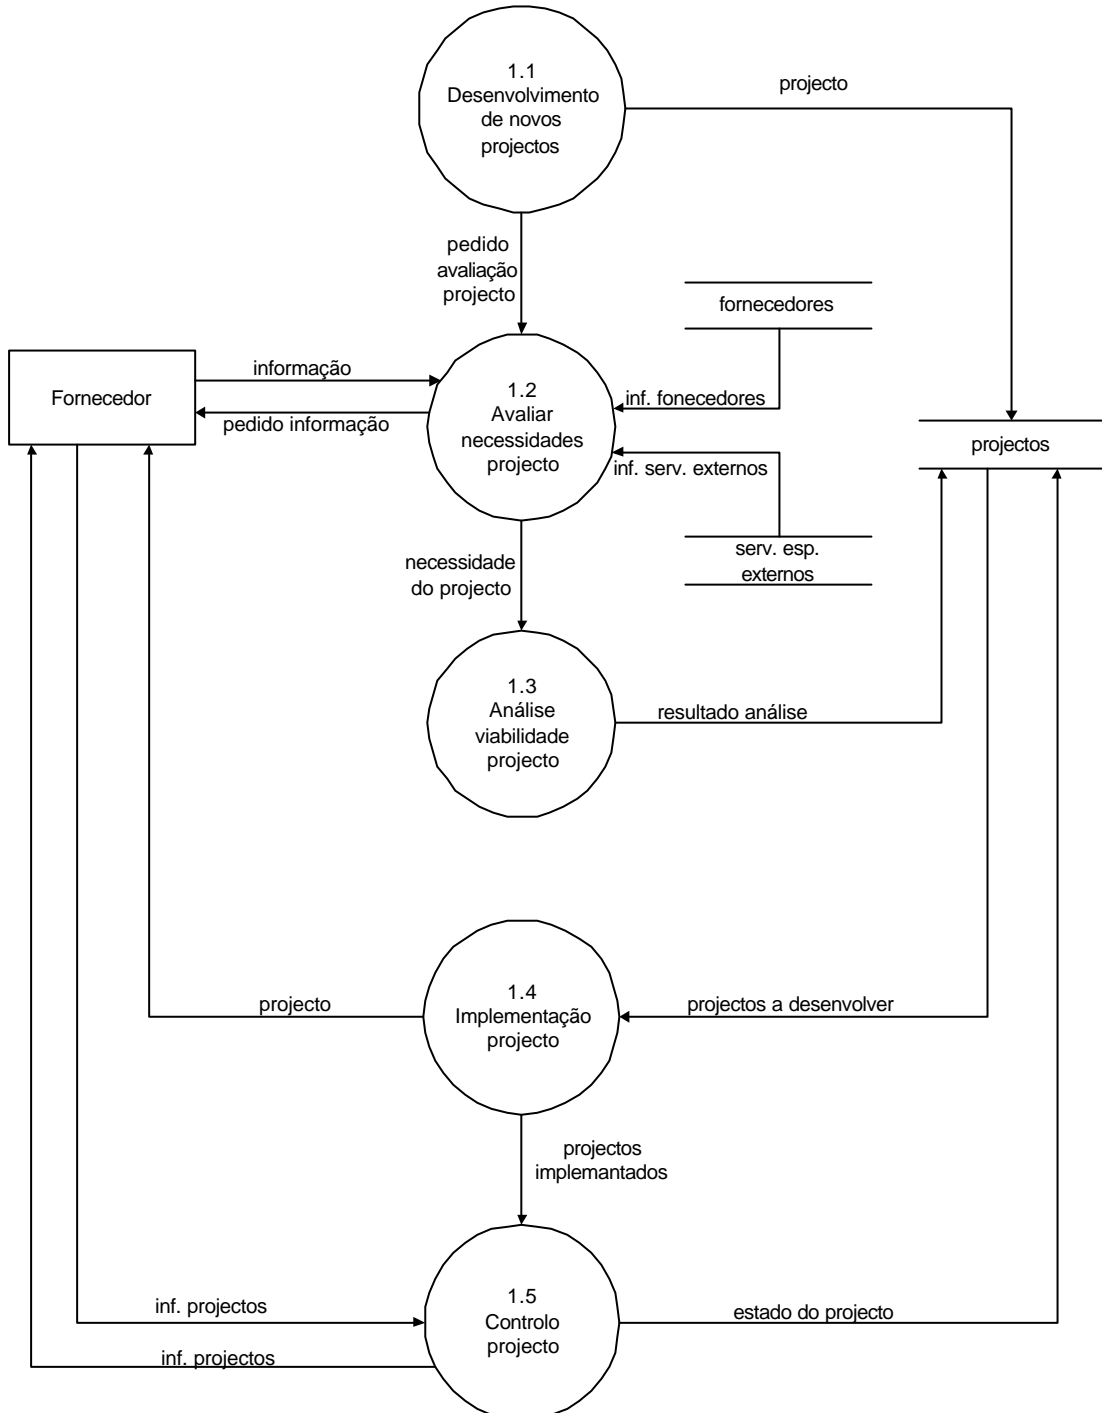 1.1
Desenvolvimento
de novos
projectos
projecto
pedido
avaliação
projecto
fornecedores
informação
Fornecedor
pedido informação
1.2
Avaliar
necessidades
projecto
inf. fonecedores
inf. serv. externos
projectos
serv. esp.
externos
necessidade
do projecto
1.3
Análise
viabilidade
projecto
resultado análise
projecto
1.4
Implementação
projecto
projectos a desenvolver
projectos
implemantados
inf. projectos
inf. projectos
1.5
Controlo
projecto
estado do projecto